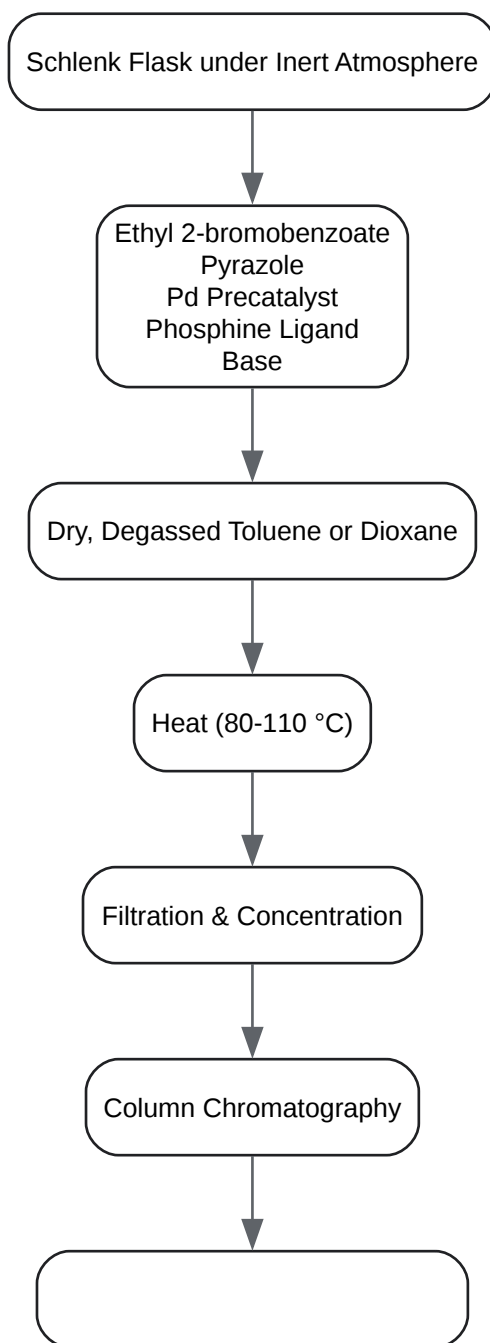 Schlenk Flask under Inert Atmosphere
Ethyl 2-bromobenzoate
Pyrazole
Pd Precatalyst
Phosphine Ligand
Base
Dry, Degassed Toluene or Dioxane
Heat (80-110 °C)
Filtration & Concentration
Column Chromatography